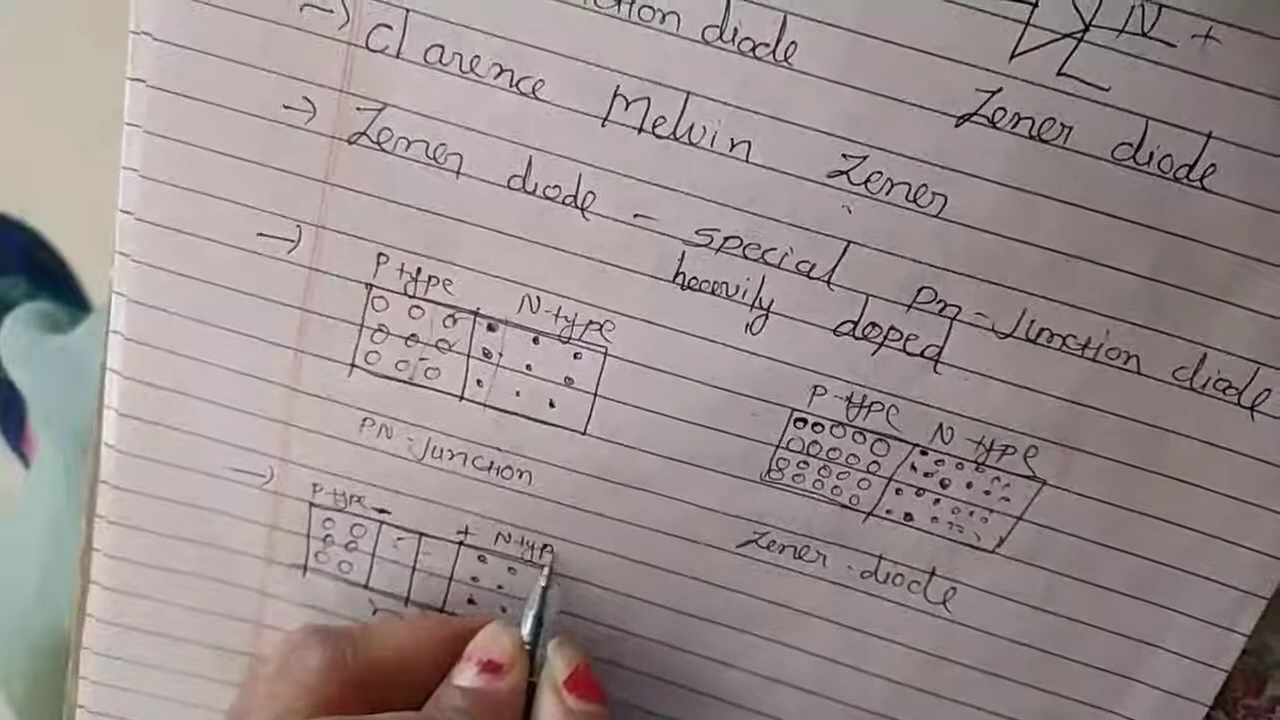 ction diode
N +
Zener diode
→ Clarence Melvin Zener
→ Zener diode - special Pn-Junction diode
heavily doped
→ P type N-type
PN-Junction
P-type N type
Zener diode
→ P-type - + N-typ